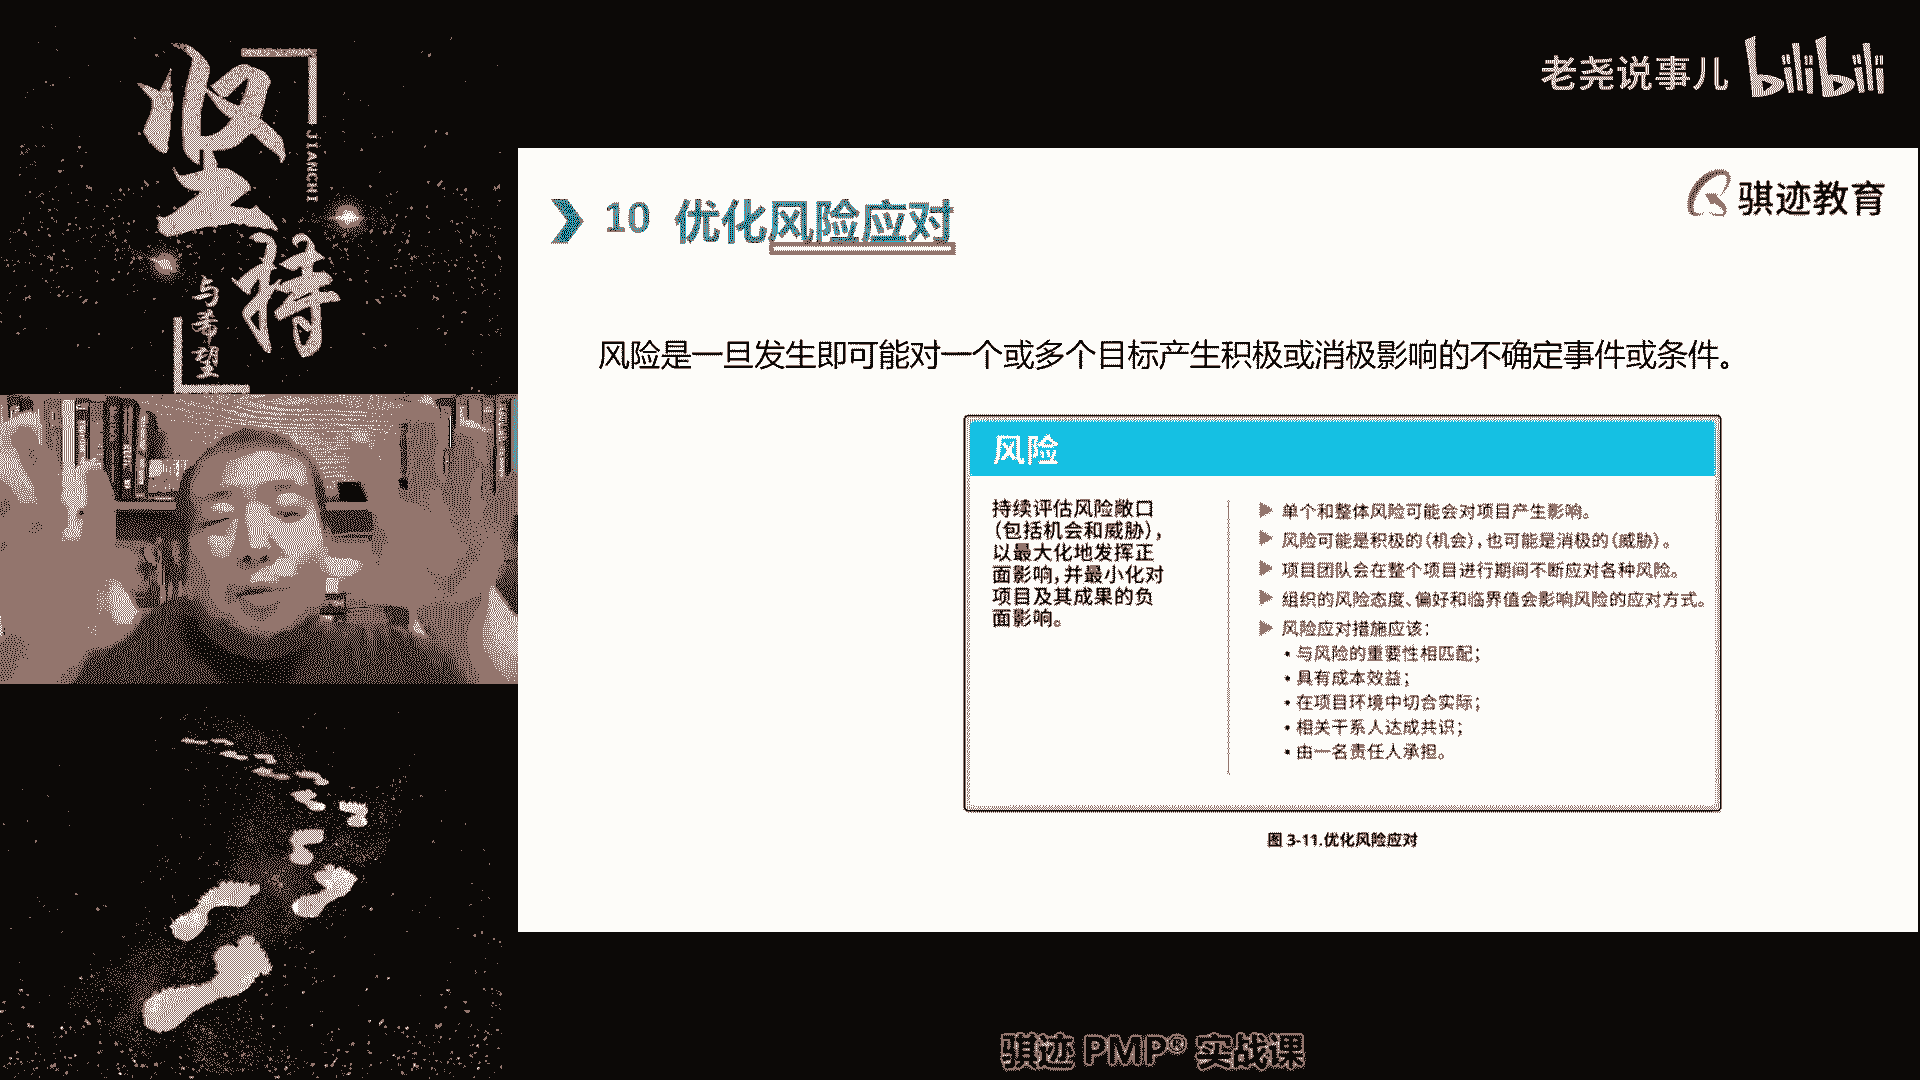 坚持
JIANCHI
与希望
老尧说事儿 bilibili
骐迹教育
10 优化风险应对
风险是一旦发生即可能对一个或多个目标产生积极或消极影响的不确定事件或条件。
风险
持续评估风险敞口
（包括机会和威胁），
以最大化地发挥正
面影响，并最小化对
项目及其成果的负
面影响。
单个和整体风险可能会对项目产生影响。
风险可能是积极的（机会），也可能是消极的（威胁）。
项目团队会在整个项目进行期间不断应对各种风险。
组织的风险态度、偏好和临界值会影响风险的应对方式。
风险应对措施应该：
• 与风险的重要性相匹配；
• 具有成本效益；
• 在项目环境中切合实际；
• 相关干系人达成共识；
• 由一名责任人承担。
图 3-11.优化风险应对
骐迹 PMP® 实战课